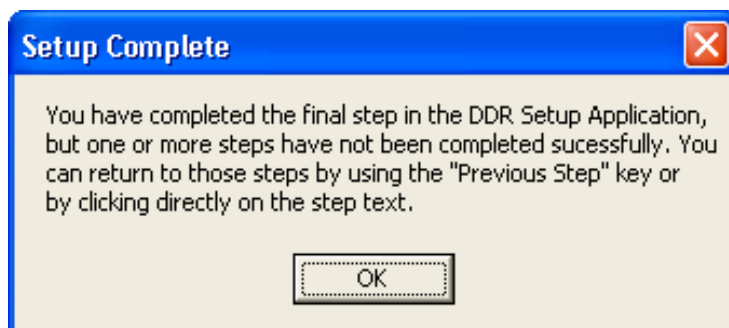 Setup Complete
You have completed the final step in the DDR Setup Application,
but one or more steps have not been completed sucessfully. You
can return to those steps by using the "Previous Step" key or
by clicking directly on the step text.
OK